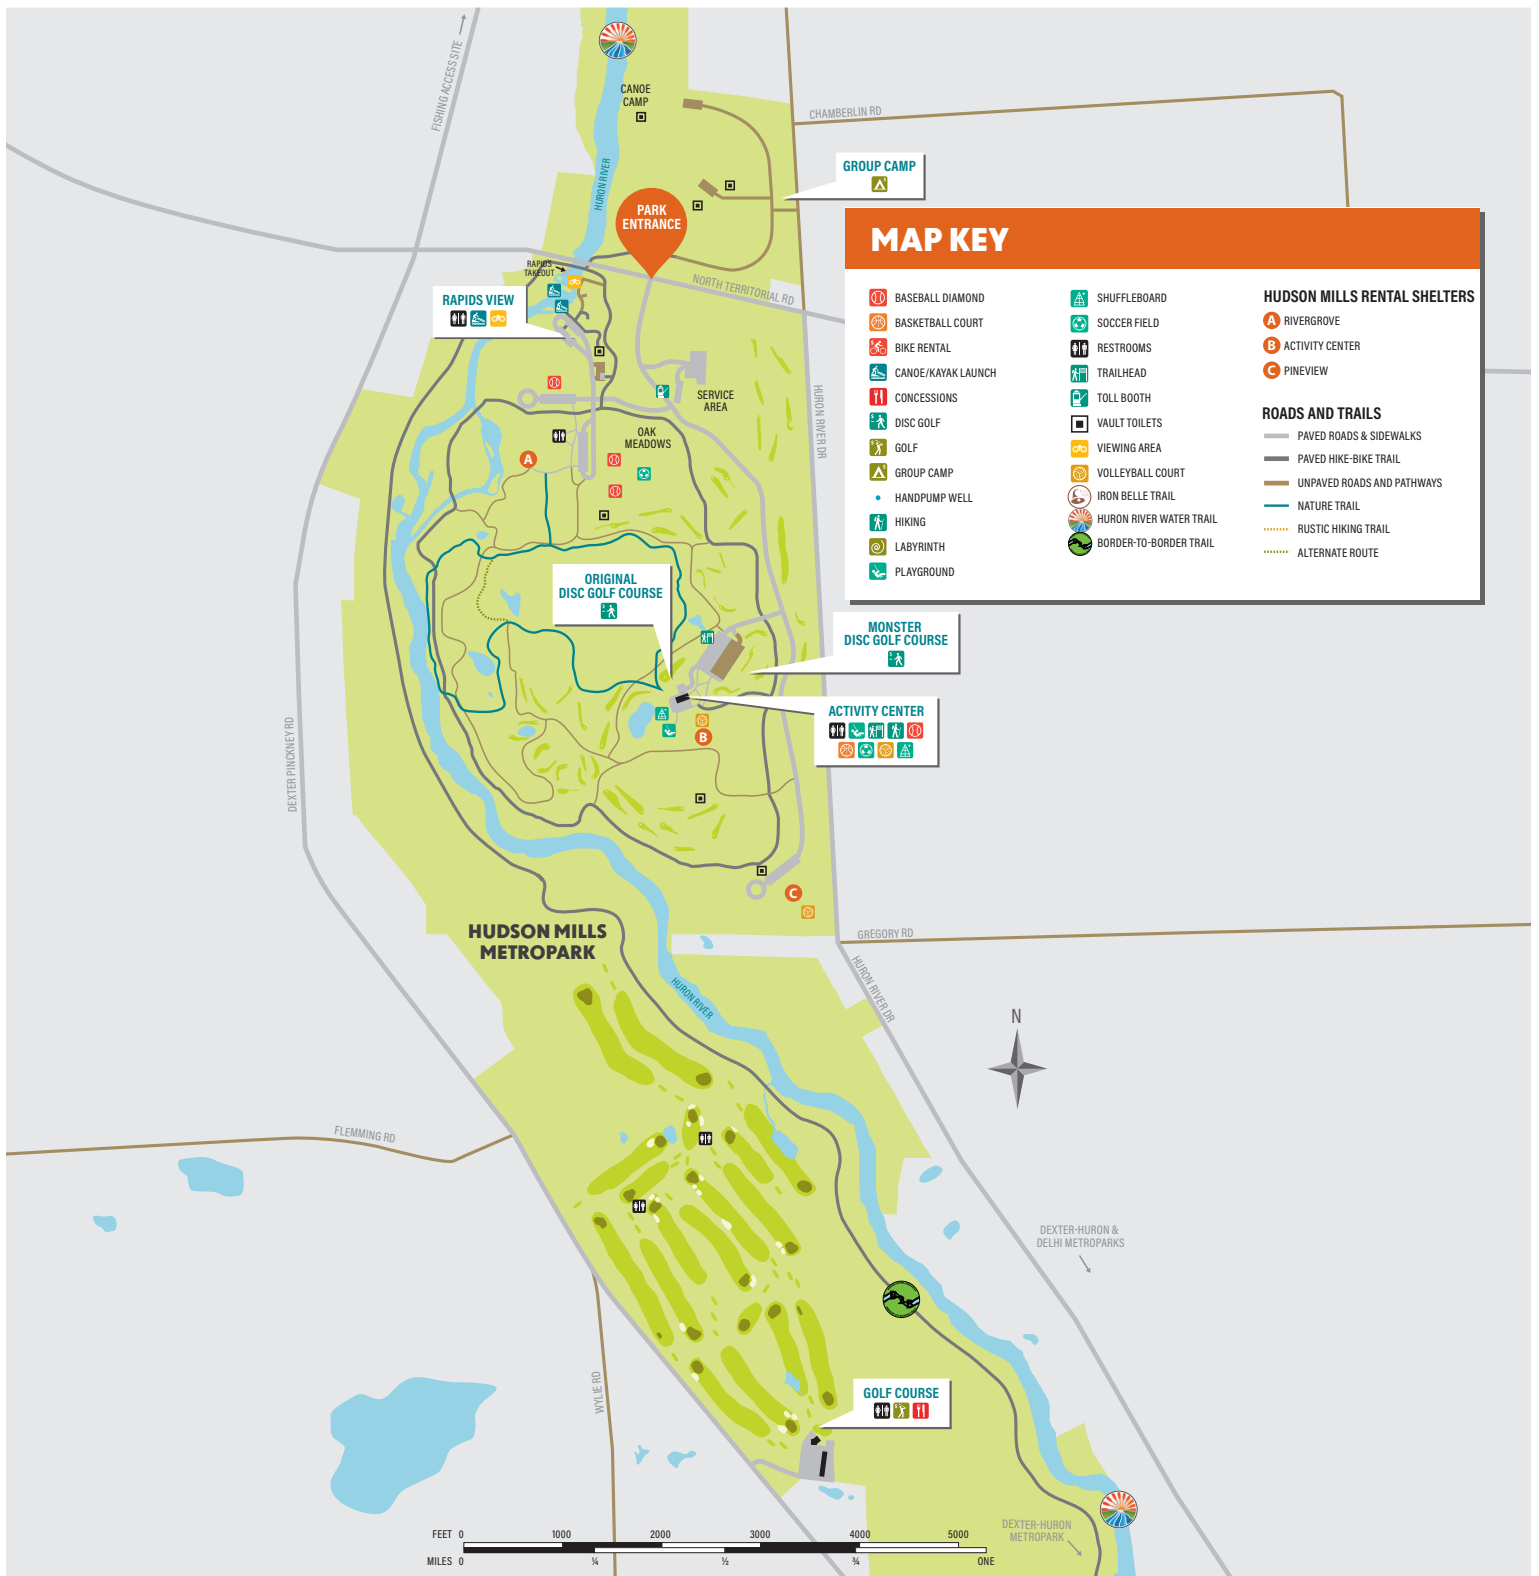 FISHING ACCESS SITE
CANOE
CAMP
CHAMBERLIN RD
HURON RIVER
GROUP CAMP
PARK
ENTRANCE
RAPIDS
TAKEOUT
NORTH TERRITORIAL RD
RAPIDS VIEW
SERVICE
AREA
HURON RIVER DR
OAK
MEADOWS
A
ORIGINAL
DISC GOLF COURSE
MONSTER
DISC GOLF COURSE
ACTIVITY CENTER
B
DEXTER PINCKNEY RD
C
HUDSON MILLS
METROPARK
GREGORY RD
HURON RIVER DR
HURON RIVER
N
FLEMMING RD
DEXTER-HURON &
DELHI METROPARKS
B2B
WYLIE RD
GOLF COURSE
DEXTER-HURON
METROPARK
FEET 0 1000 2000 3000 4000 5000
MILES 0 ¼ ½ ¾ ONE
MAP KEY
BASEBALL DIAMOND
BASKETBALL COURT
BIKE RENTAL
CANOE/KAYAK LAUNCH
CONCESSIONS
DISC GOLF
GOLF
GROUP CAMP
HANDPUMP WELL
HIKING
LABYRINTH
PLAYGROUND
SHUFFLEBOARD
SOCCER FIELD
RESTROOMS
TRAILHEAD
TOLL BOOTH
VAULT TOILETS
VIEWING AREA
VOLLEYBALL COURT
IRON BELLE TRAIL
HURON RIVER WATER TRAIL
BORDER-TO-BORDER TRAIL
HUDSON MILLS RENTAL SHELTERS
A RIVERGROVE
B ACTIVITY CENTER
C PINEVIEW
ROADS AND TRAILS
PAVED ROADS & SIDEWALKS
PAVED HIKE-BIKE TRAIL
UNPAVED ROADS AND PATHWAYS
NATURE TRAIL
RUSTIC HIKING TRAIL
ALTERNATE ROUTE